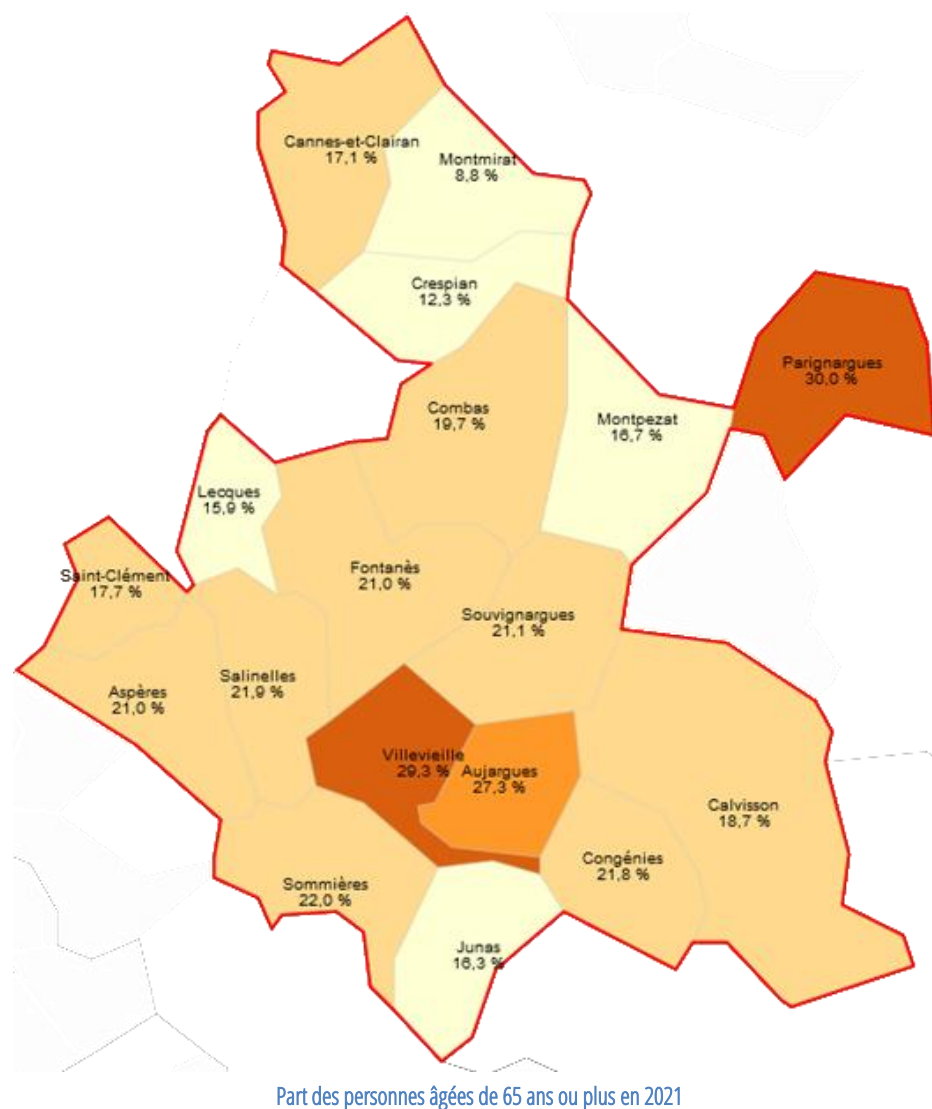 Cannes-et-Clairan
17,1 %
Montmirat
8,8 %
Crespian
12,3 %
Parignargues
30,0 %
Combas
19,7 %
Montpezat
16,7 %
Lecques
15,9 %
Saint-Clément
17,7 %
Fontanès
21,0 %
Souvignargues
21,1 %
Salinelles
21,9 %
Aspères
21,0 %
Villevieille
29,3 %
Aujargues
27,3 %
Calvisson
18,7 %
Congénies
21,8 %
Sommières
22,0 %
Junas
16,3 %
Part des personnes âgées de 65 ans ou plus en 2021